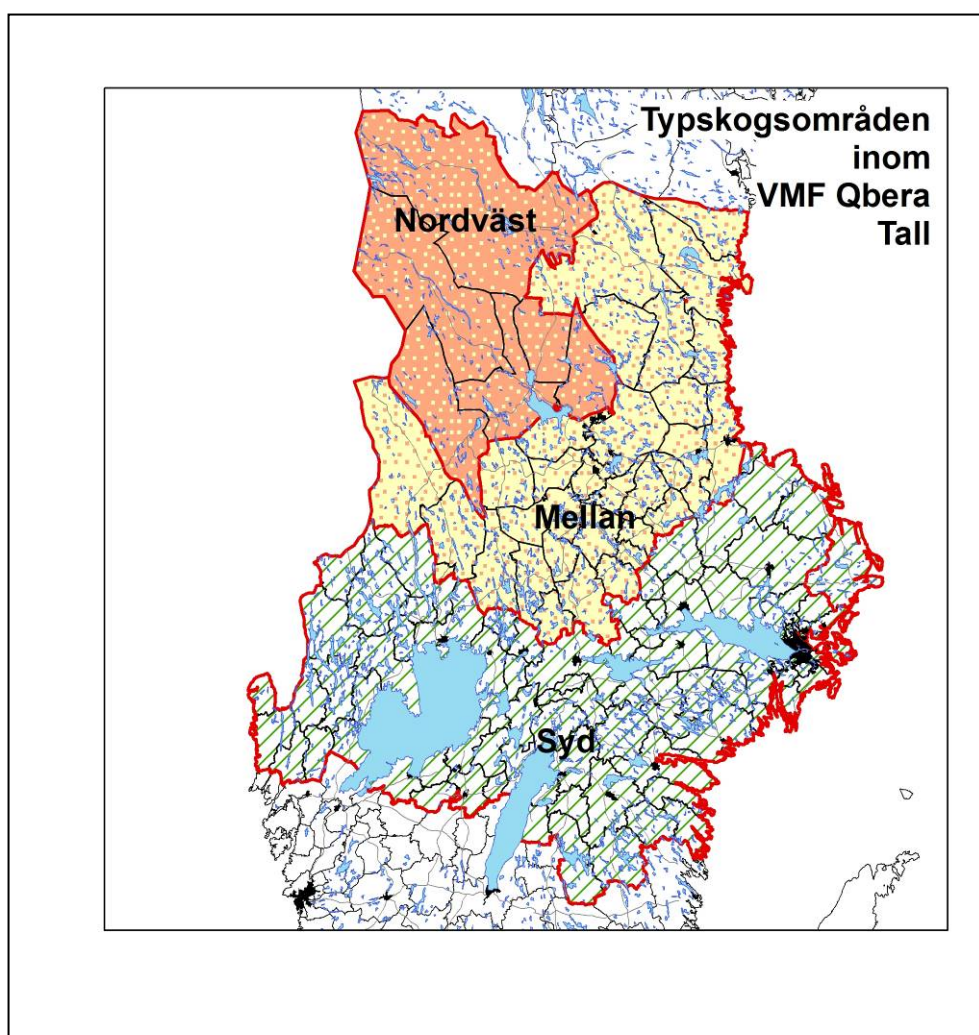 Typskogsområden
inom
VMF Qbera
Tall
Nordväst
Mellan
Syd